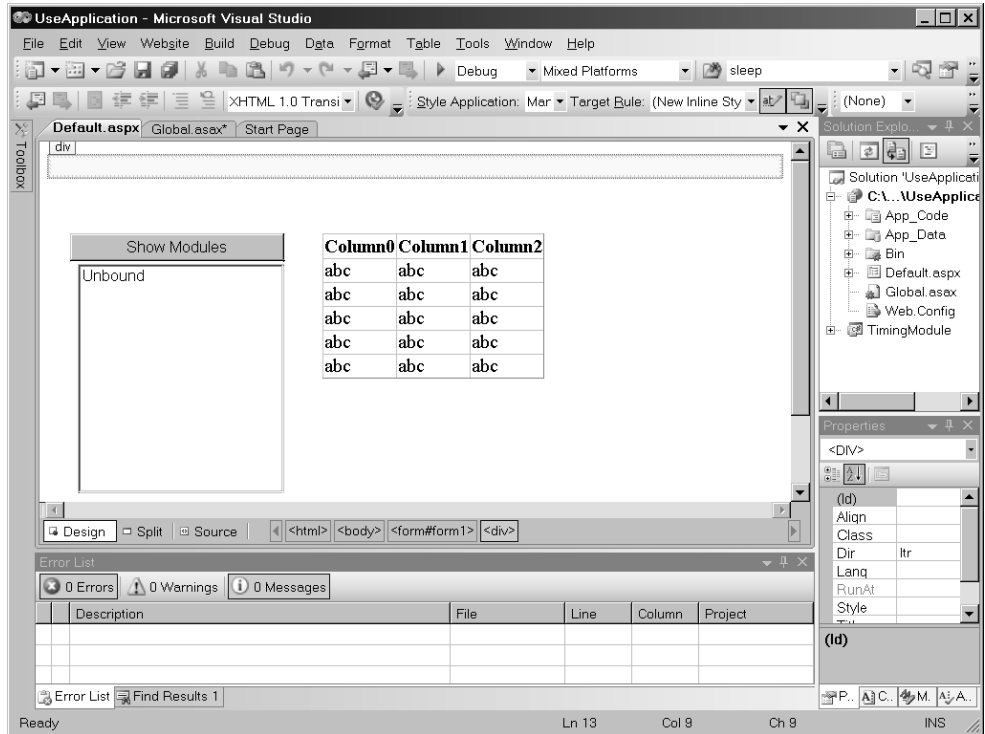 UseApplication - Microsoft Visual Studio
File Edit View Website Build Debug Data Format Table Tools Window Help
Debug Mixed Platforms sleep
XHTML 1.0 Transi Style Application: Mar Target Rule: (New Inline Sty (None)
Toolbox
Default.aspx Global.asax* Start Page
div
Show Modules
Unbound
Column0 Column1 Column2
abc abc abc
abc abc abc
abc abc abc
abc abc abc
abc abc abc
Design Split Source <html> <body> <form#form1> <div>
Error List
0 Errors 0 Warnings 0 Messages
Description File Line Column Project
Error List Find Results 1
Solution Explo...
Solution 'UseApplicati
C:\...\UseApplica
App_Code
App_Data
Bin
Default.aspx
Global.asax
Web.Config
TimingModule
Properties
<DIV>
(Id)
Align
Class
Dir ltr
Lang
RunAt
Style
(Id)
P... C... M... A...
Ready Ln 13 Col 9 Ch 9 INS